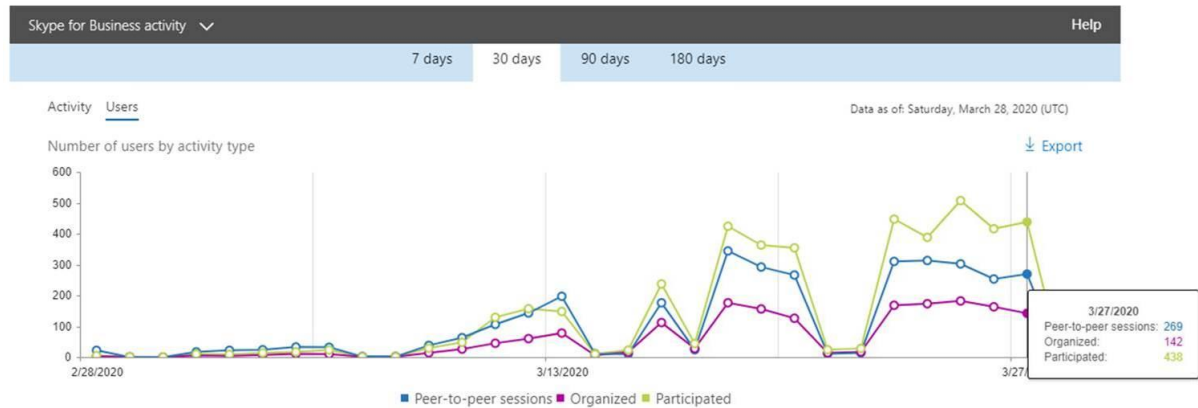 Skype for Business activity Help
7 days 30 days 90 days 180 days
Activity Users Data as of: Saturday, March 28, 2020 (UTC)
Number of users by activity type Export
600
500
400
300
200
100
0
2/28/2020 3/13/2020 3/27
3/27/2020
Peer-to-peer sessions: 269
Organized: 142
Participated: 438
Peer-to-peer sessions Organized Participated